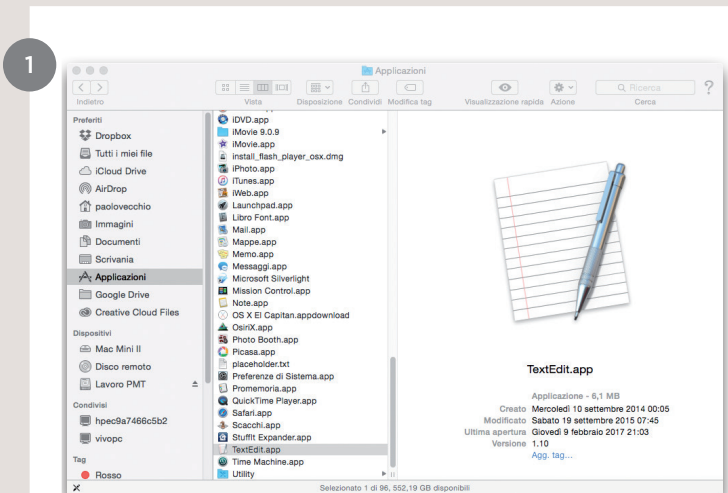 1
Applicazioni
Indietro
Vista
Disposizione
Condividi
Modifica tag
Visualizzazione rapida
Azione
Ricerca
Cerca
?
Preferiti
Dropbox
Tutti i miei file
iCloud Drive
AirDrop
paolovecchio
Immagini
Documenti
Scrivania
Applicazioni
Google Drive
Creative Cloud Files
Dispositivi
Mac Mini II
Disco remoto
Lavoro PMT
Condivisi
hpec9a7466c5b2
vivopc
Tag
Rosso
iDVD.app
iMovie 9.0.9
iMovie.app
install_flash_player_osx.dmg
iPhoto.app
iTunes.app
iWeb.app
Launchpad.app
Libro Font.app
Mail.app
Mappe.app
Memo.app
Messaggi.app
Microsoft Silverlight
Mission Control.app
Note.app
OS X El Capitan.appdownload
OsiriX.app
Photo Booth.app
Picasa.app
placeholder.txt
Preferenze di Sistema.app
Promemoria.app
QuickTime Player.app
Safari.app
Scacchi.app
StuffIt Expander.app
TextEdit.app
Time Machine.app
Utility
TextEdit.app
Applicazione - 6,1 MB
Creato Mercoledì 10 settembre 2014 00:05
Modificato Sabato 19 settembre 2015 07:45
Ultima apertura Giovedì 9 febbraio 2017 21:03
Versione 1.10
Agg. tag...
Selezionato 1 di 96, 552,19 GB disponibili